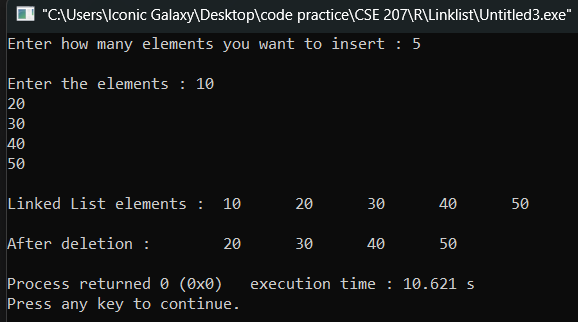 "C:\Users\Iconic Galaxy\Desktop\code practice\CSE 207\R\Linklist\Untitled3.exe"
Enter how many elements you want to insert : 5
Enter the elements : 10
20
30
40
50
Linked List elements :  10      20      30      40      50
After deletion :        20      30      40      50
Process returned 0 (0x0)   execution time : 10.621 s
Press any key to continue.